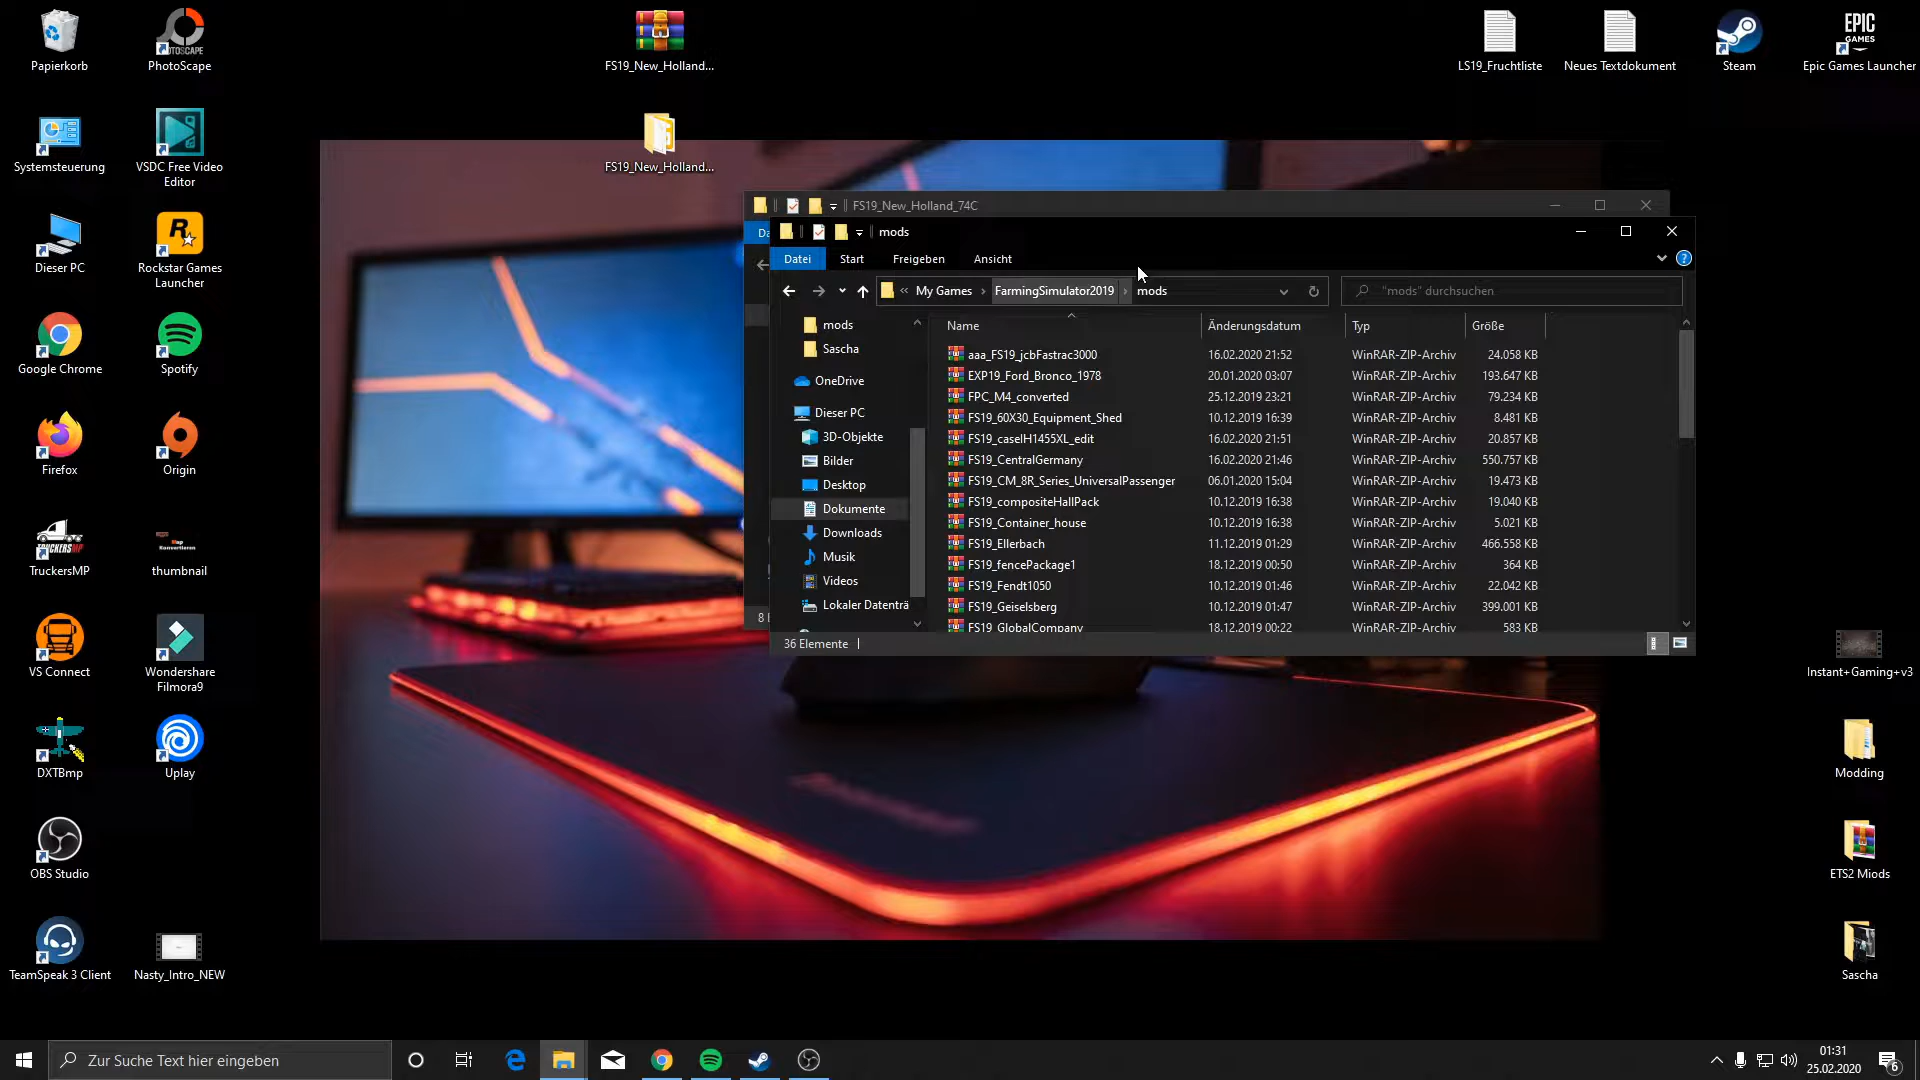 Papierkorb
PhotoScape
FS19_New_Holland...
LS19_Fruchtliste
Neues Textdokument
Steam
EPIC
GAMES
Epic Games Launcher
Systemsteuerung
VSDC Free Video
Editor
FS19_New_Holland...
Dieser PC
Rockstar Games
Launcher
Google Chrome
Spotify
Firefox
Origin
TruckersMP
thumbnail
VS Connect
Wondershare
Filmora9
DXTBmp
Uplay
OBS Studio
TeamSpeak 3 Client
Nasty_Intro_NEW
Instant+Gaming+v3
Modding
ETS2 Miods
Sascha
FS19_New_Holland_74C
mods
Datei
Start
Freigeben
Ansicht
« My Games › FarmingSimulator2019 › mods
"mods" durchsuchen
mods
Sascha
OneDrive
Dieser PC
3D-Objekte
Bilder
Desktop
Dokumente
Downloads
Musik
Videos
Lokaler Datenträ
Name Änderungsdatum Typ Größe
aaa_FS19_jcbFastrac3000 16.02.2020 21:52 WinRAR-ZIP-Archiv 24.058 KB
EXP19_Ford_Bronco_1978 20.01.2020 03:07 WinRAR-ZIP-Archiv 193.647 KB
FPC_M4_converted 25.12.2019 23:21 WinRAR-ZIP-Archiv 79.234 KB
FS19_60X30_Equipment_Shed 10.12.2019 16:39 WinRAR-ZIP-Archiv 8.481 KB
FS19_caseIH1455XL_edit 16.02.2020 21:51 WinRAR-ZIP-Archiv 20.857 KB
FS19_CentralGermany 16.02.2020 21:46 WinRAR-ZIP-Archiv 550.757 KB
FS19_CM_8R_Series_UniversalPassenger 06.01.2020 15:04 WinRAR-ZIP-Archiv 19.473 KB
FS19_compositeHallPack 10.12.2019 16:38 WinRAR-ZIP-Archiv 19.040 KB
FS19_Container_house 10.12.2019 16:38 WinRAR-ZIP-Archiv 5.021 KB
FS19_Ellerbach 11.12.2019 01:29 WinRAR-ZIP-Archiv 466.558 KB
FS19_fencePackage1 18.12.2019 00:50 WinRAR-ZIP-Archiv 364 KB
FS19_Fendt1050 10.12.2019 01:46 WinRAR-ZIP-Archiv 22.042 KB
FS19_Geiselsberg 10.12.2019 01:47 WinRAR-ZIP-Archiv 399.001 KB
FS19_GlobalCompany 18.12.2019 00:22 WinRAR-ZIP-Archiv 583 KB
36 Elemente
Zur Suche Text hier eingeben
01:31
25.02.2020
6